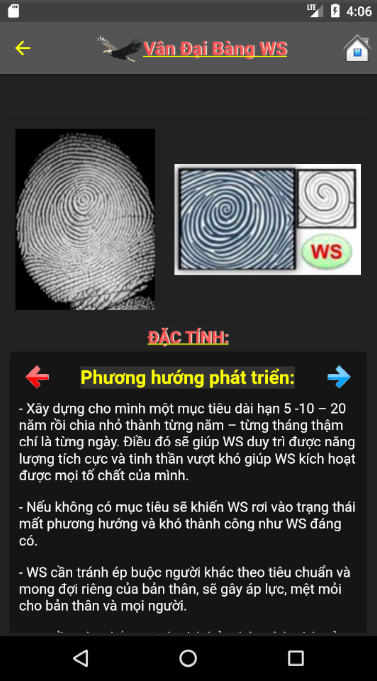 LTE 4:06
Vân Đại Bàng WS
WS
ĐẶC TÍNH:
Phương hướng phát triển:
- Xây dựng cho mình một mục tiêu dài hạn 5 -10 – 20
năm rồi chia nhỏ thành từng năm – từng tháng thậm
chí là từng ngày. Điều đó sẽ giúp WS duy trì được năng
lượng tích cực và tinh thần vượt khó giúp WS kích hoạt
được mọi tố chất của mình.
- Nếu không có mục tiêu sẽ khiến WS rơi vào trạng thái
mất phương hướng và khó thành công như WS đáng
có.
- WS cần tránh ép buộc người khác theo tiêu chuẩn và
mong đợi riêng của bản thân, sẽ gây áp lực, mệt mỏi
cho bản thân và mọi người.